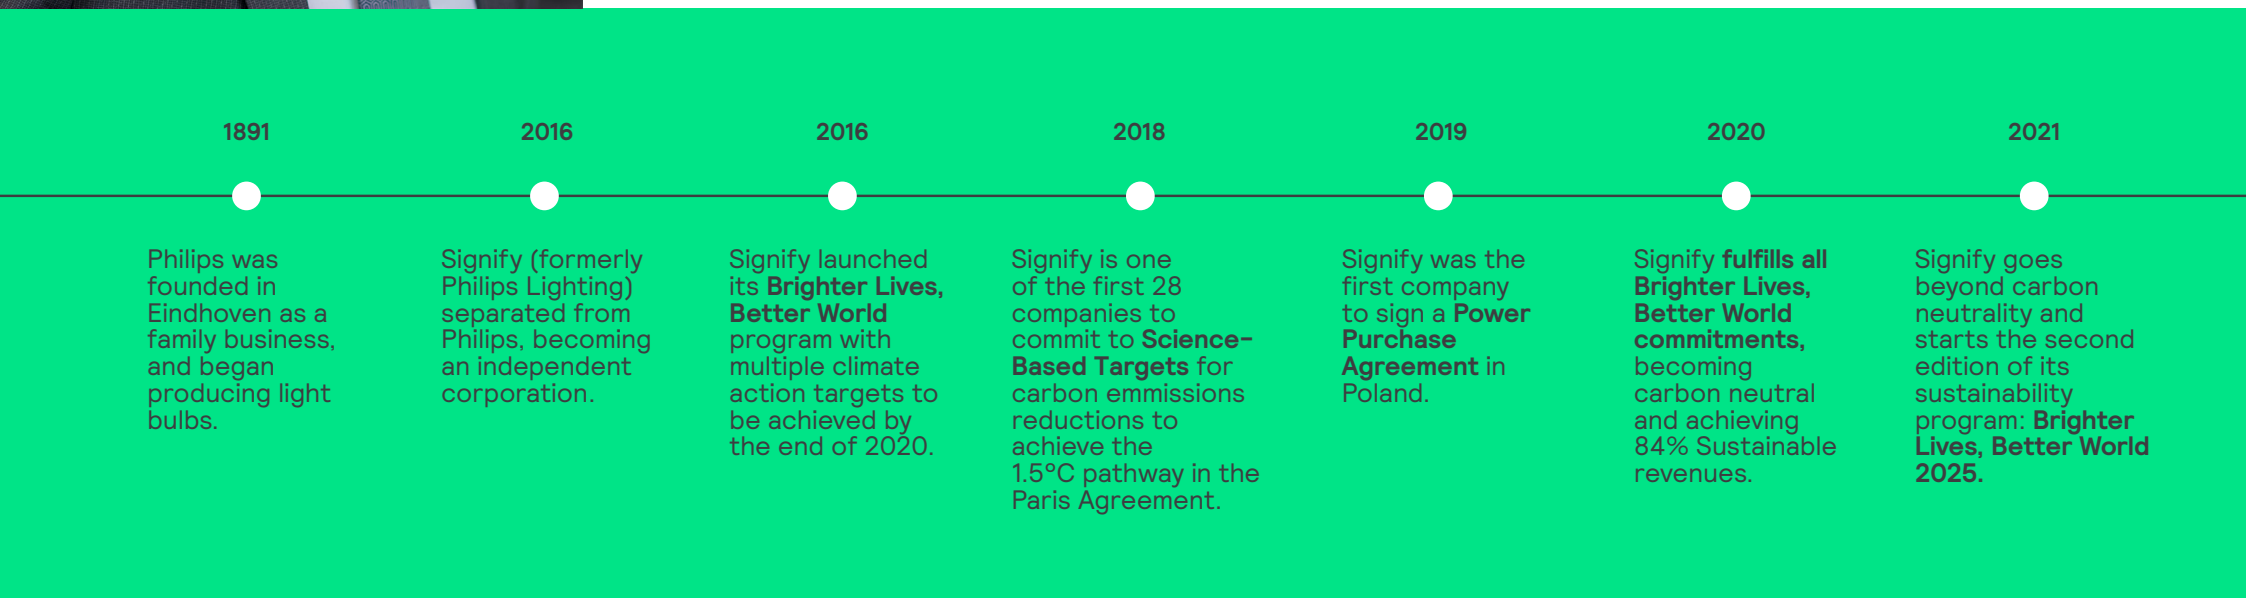 1891
Philips was
founded in
Eindhoven as a
family business,
and began
producing light
bulbs.
2016
Signify (formerly
Philips Lighting)
separated from
Philips, becoming
an independent
corporation.
2016
Signify launched
its Brighter Lives,
Better World
program with
multiple climate
action targets to
be achieved by
the end of 2020.
2018
Signify is one
of the first 28
companies to
commit to Science-
Based Targets for
carbon emmissions
reductions to
achieve the
1.5°C pathway in the
Paris Agreement.
2019
Signify was the
first company
to sign a Power
Purchase
Agreement in
Poland.
2020
Signify fulfills all
Brighter Lives,
Better World
commitments,
becoming
carbon neutral
and achieving
84% Sustainable
revenues.
2021
Signify goes
beyond carbon
neutrality and
starts the second
edition of its
sustainability
program: Brighter
Lives, Better World
2025.